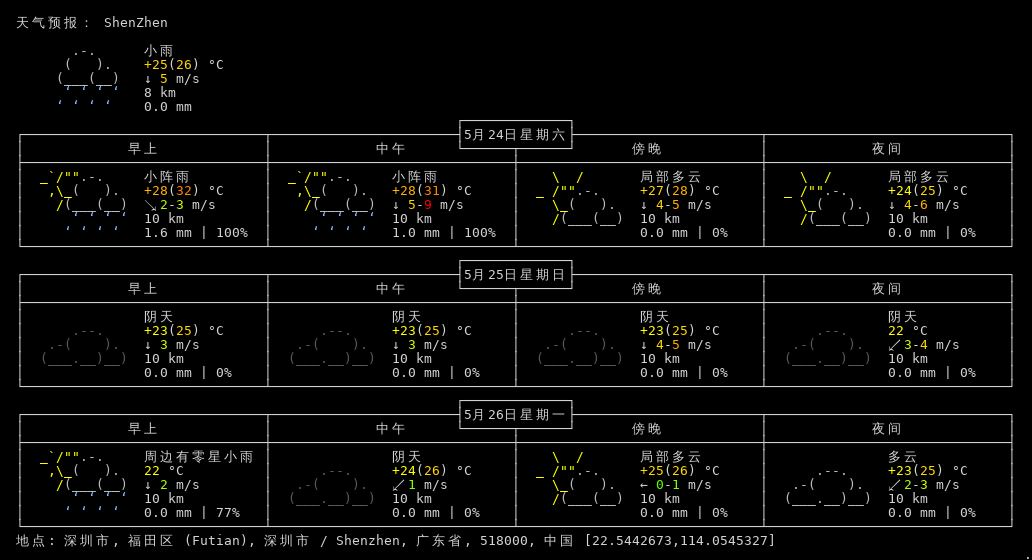 天气预报： ShenZhen
小雨
+25(26) °C
↓ 5 m/s
8 km
0.0 mm
5月24日星期六
早上 中午 傍晚 夜间
小阵雨 小阵雨 局部多云 局部多云
+28(32) °C +28(31) °C +27(28) °C +24(25) °C
↘ 2-3 m/s ↓ 5-9 m/s ↓ 4-5 m/s ↓ 4-6 m/s
10 km 10 km 10 km 10 km
1.6 mm | 100% 1.0 mm | 100% 0.0 mm | 0% 0.0 mm | 0%
5月25日星期日
早上 中午 傍晚 夜间
阴天 阴天 阴天 阴天
+23(25) °C +23(25) °C +23(25) °C 22 °C
↓ 3 m/s ↓ 3 m/s ↓ 4-5 m/s ↙ 3-4 m/s
10 km 10 km 10 km 10 km
0.0 mm | 0% 0.0 mm | 0% 0.0 mm | 0% 0.0 mm | 0%
5月26日星期一
早上 中午 傍晚 夜间
周边有零星小雨 阴天 局部多云 多云
22 °C +24(26) °C +25(26) °C +23(25) °C
↓ 2 m/s ↙ 1 m/s ← 0-1 m/s ↙ 2-3 m/s
10 km 10 km 10 km 10 km
0.0 mm | 77% 0.0 mm | 0% 0.0 mm | 0% 0.0 mm | 0%
地点: 深圳市, 福田区 (Futian), 深圳市 / Shenzhen, 广东省, 518000, 中国 [22.5442673,114.0545327]